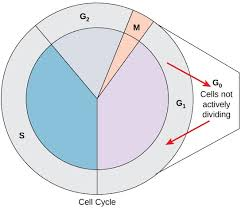 G₂
M
G₀
Cells not
actively
dividing
G₁
S
Cell Cycle